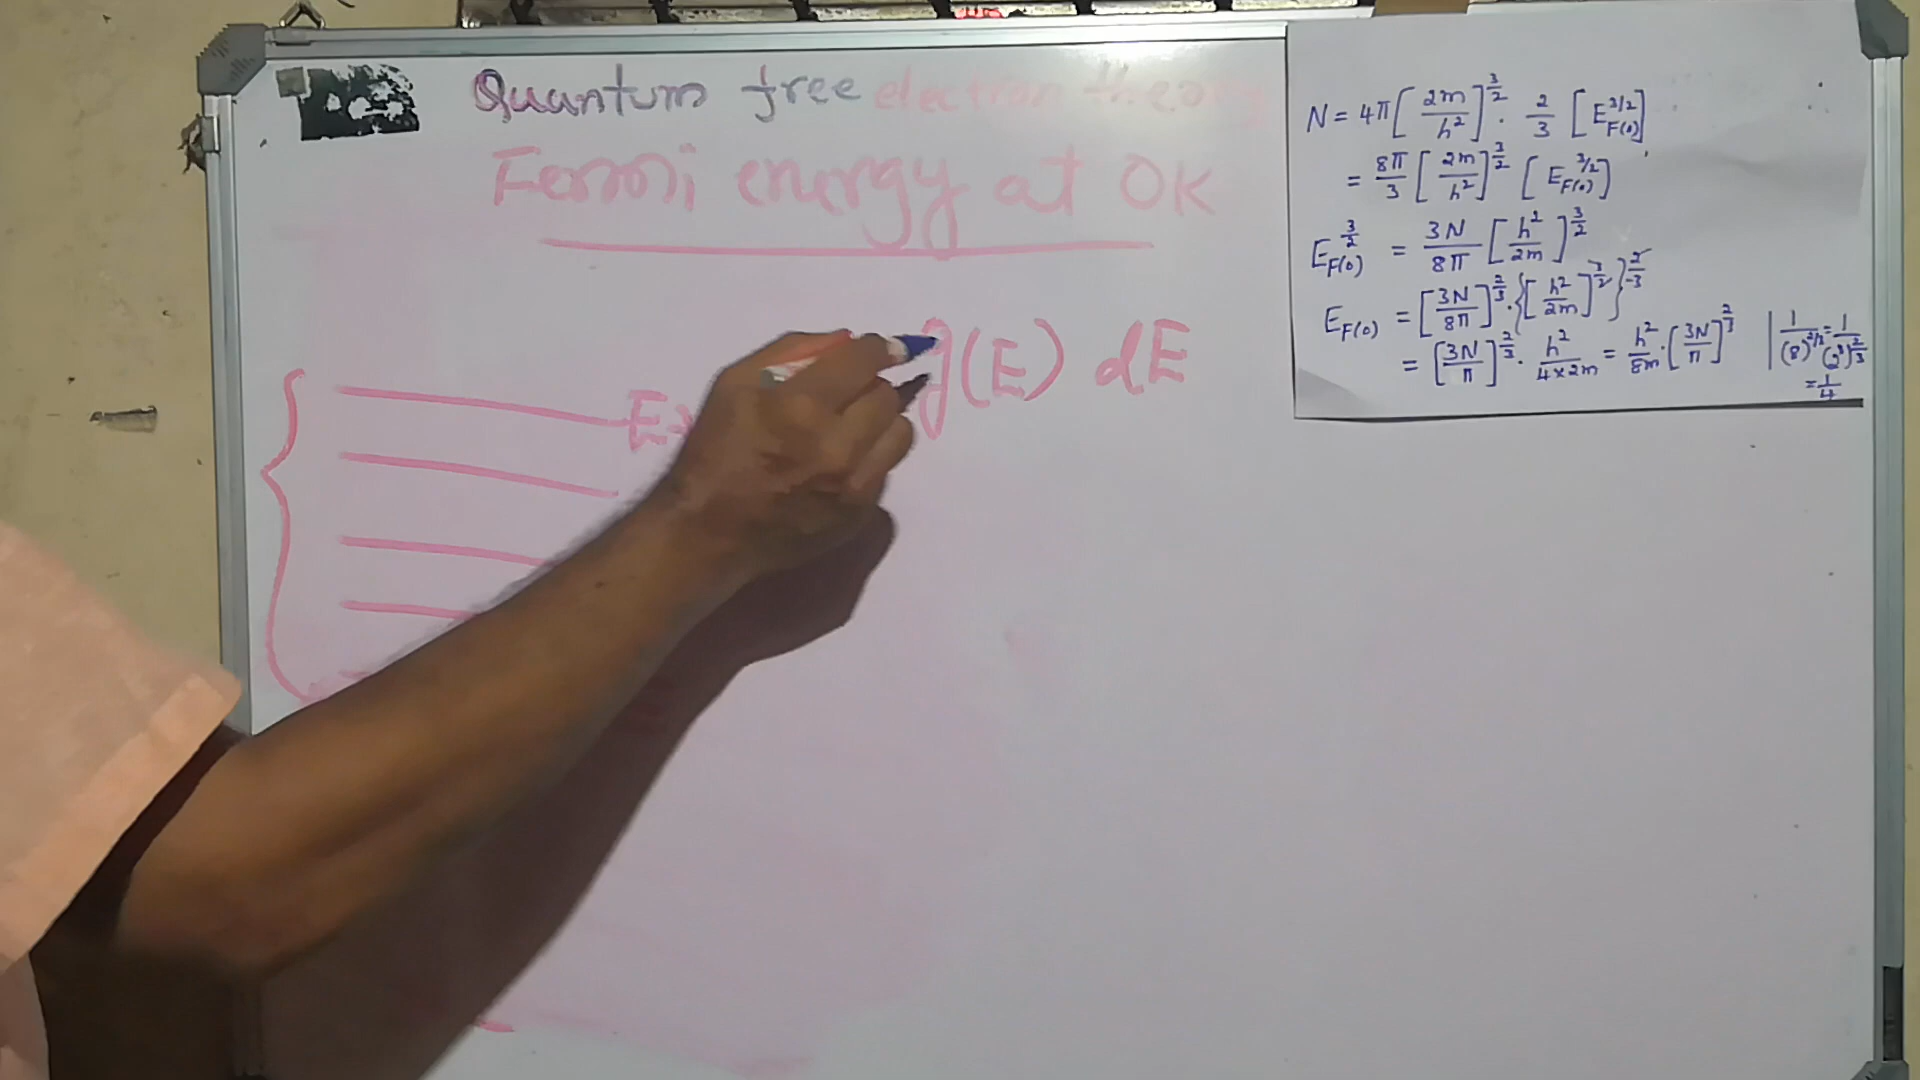 Quantum free electron theory
Fermi energy at 0K
g(E) dE
N = 4π [2m/h²]^3/2 · 2/3 [E_F(0)^3/2]
= 8π/3 [2m/h²]^3/2 [E_F(0)^3/2]
E_F(0)^3/2 = 3N/8π [h²/2m]^3/2
E_F(0) = [3N/8π]^2/3 · {[h²/2m]^3/2}^2/3
= [3N/π]^2/3 · h²/4×2m = h²/8m · [3N/π]^2/3
1/(8)^2/3 = 1/(2³)^2/3
= 1/4